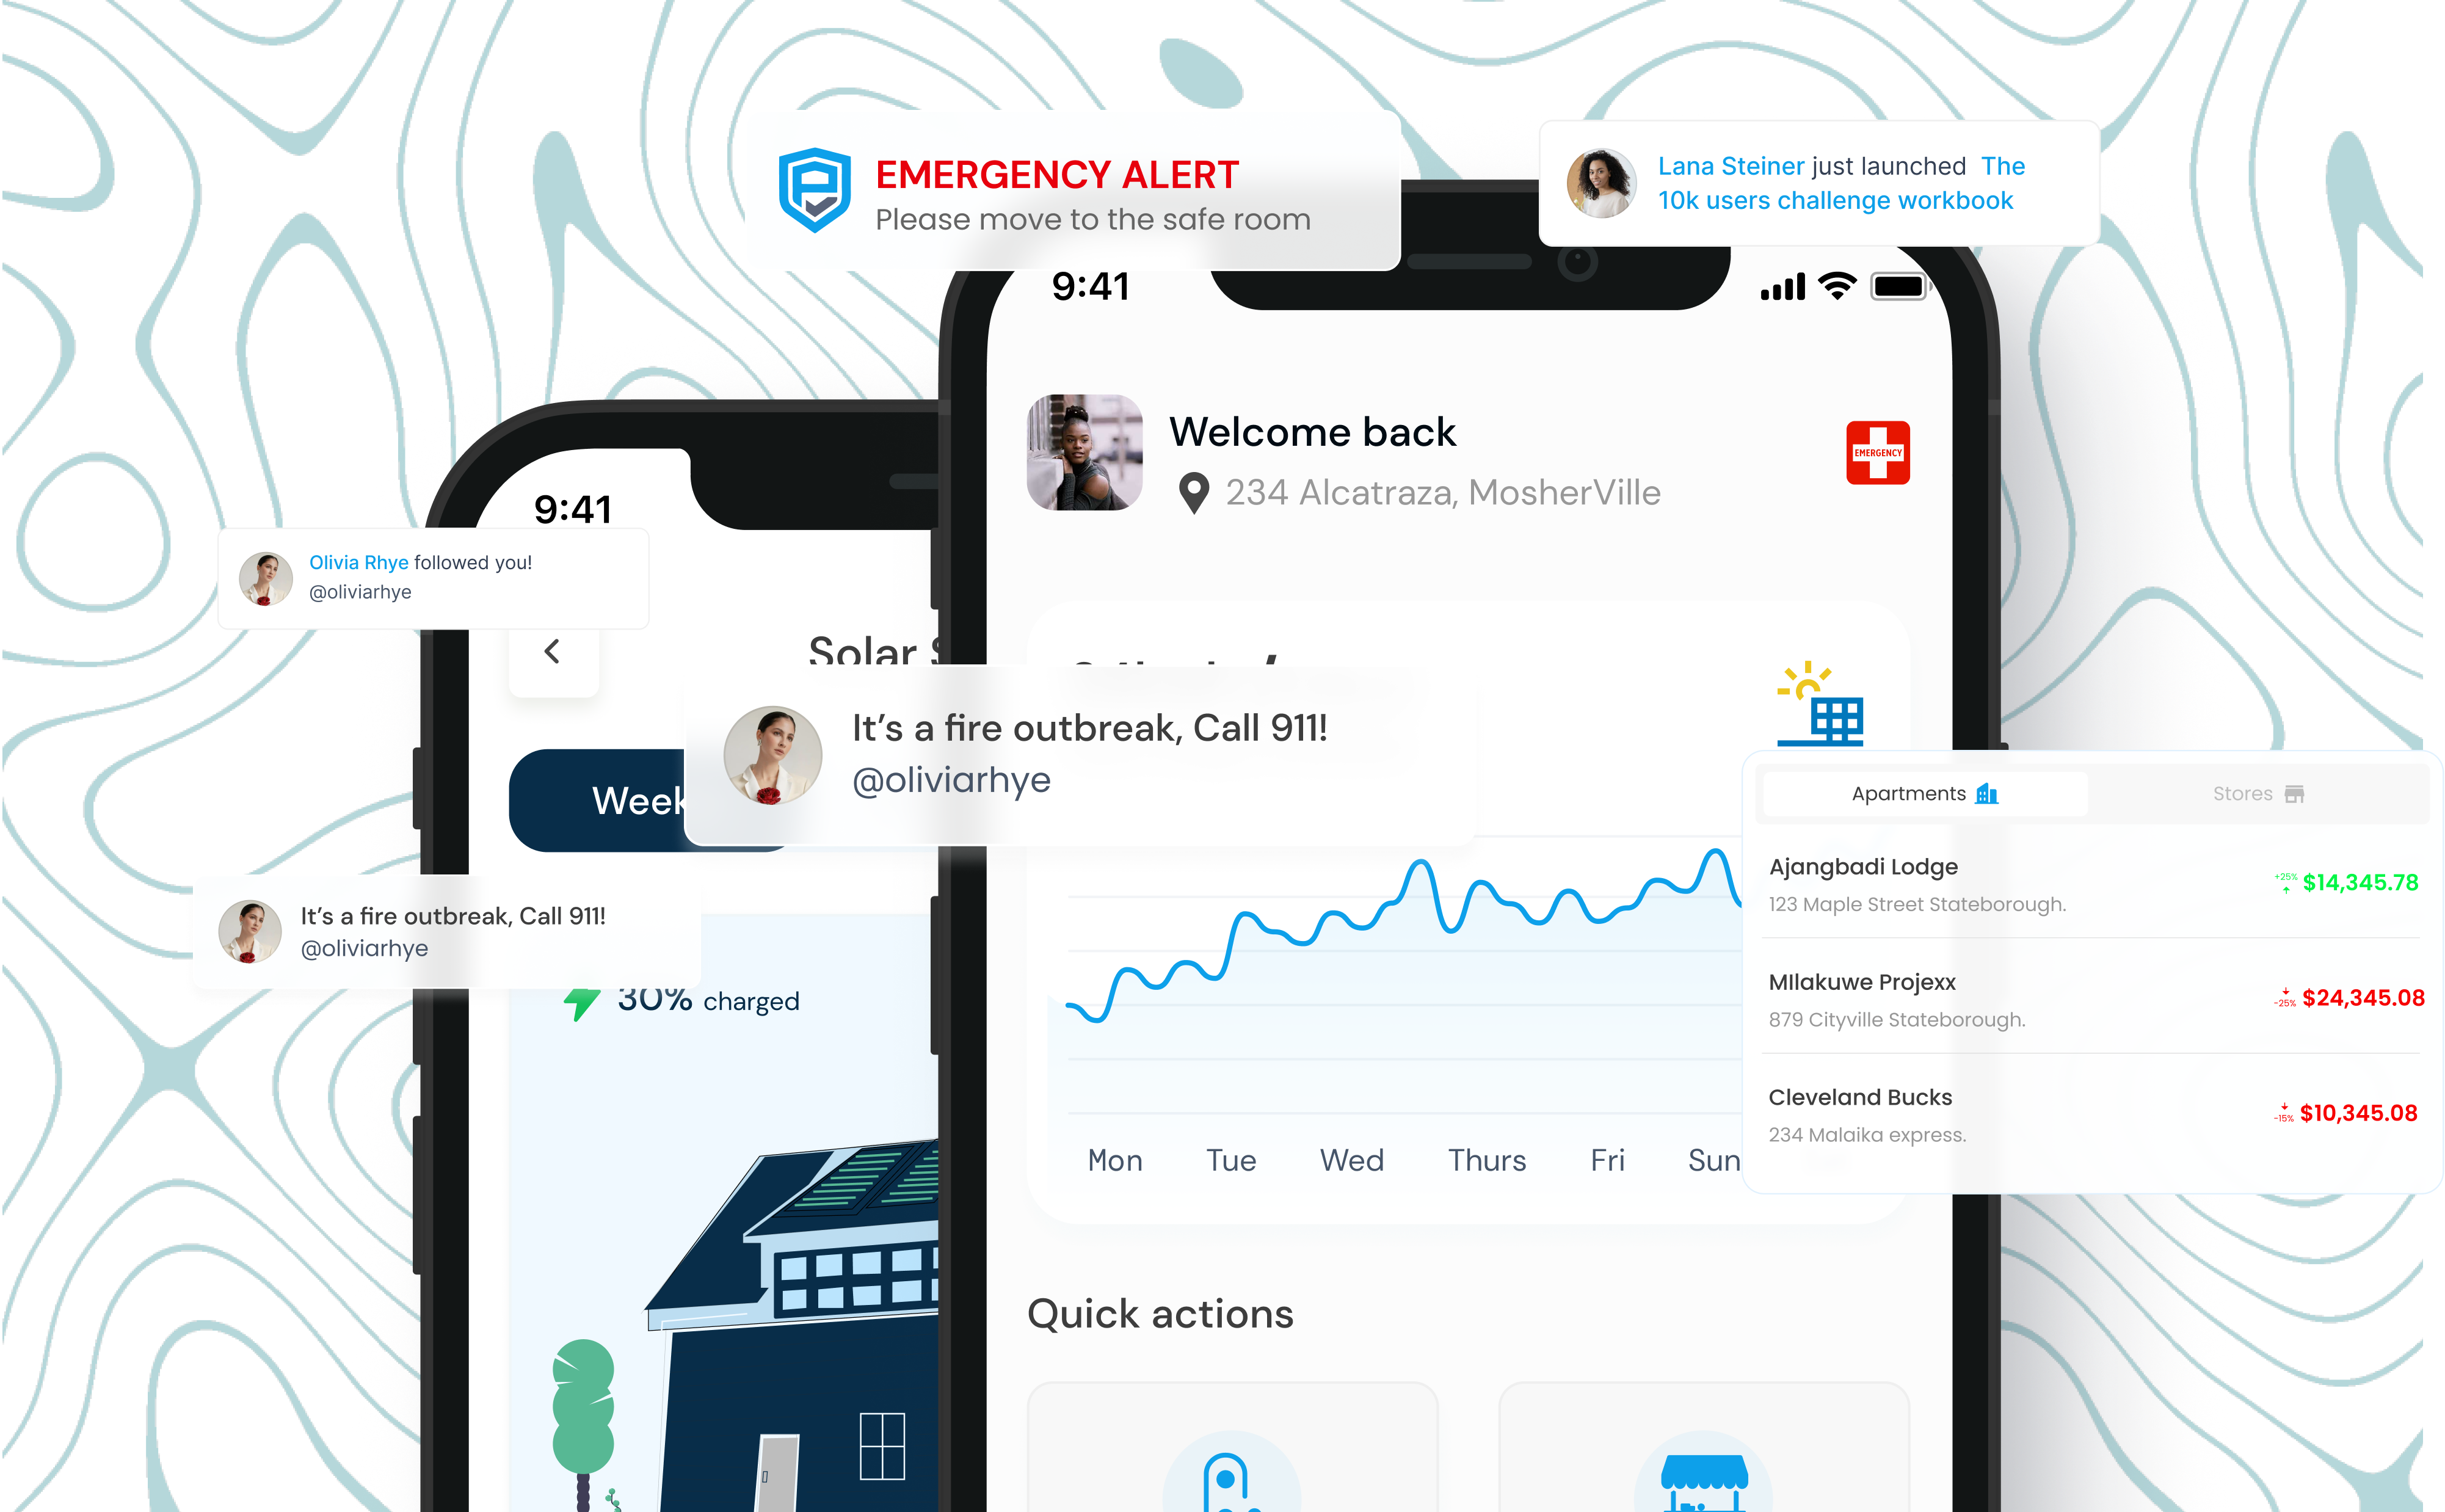 EMERGENCY ALERT
Please move to the safe room
Lana Steiner just launched The
10k users challenge workbook
9:41
Welcome back
234 Alcatraza, MosherVille
EMERGENCY
9:41
Olivia Rhye followed you!
@oliviarhye
Solar
It's a fire outbreak, Call 911!
@oliviarhye
Week
It's a fire outbreak, Call 911!
@oliviarhye
30% charged
Apartments
Stores
Ajangbadi Lodge
123 Maple Street Stateborough.
+25% $14,345.78
MIlakuwe Projexx
879 Cityville Stateborough.
-25% $24,345.08
Cleveland Bucks
234 Malaika express.
-15% $10,345.08
Mon Tue Wed Thurs Fri Sun
Quick actions